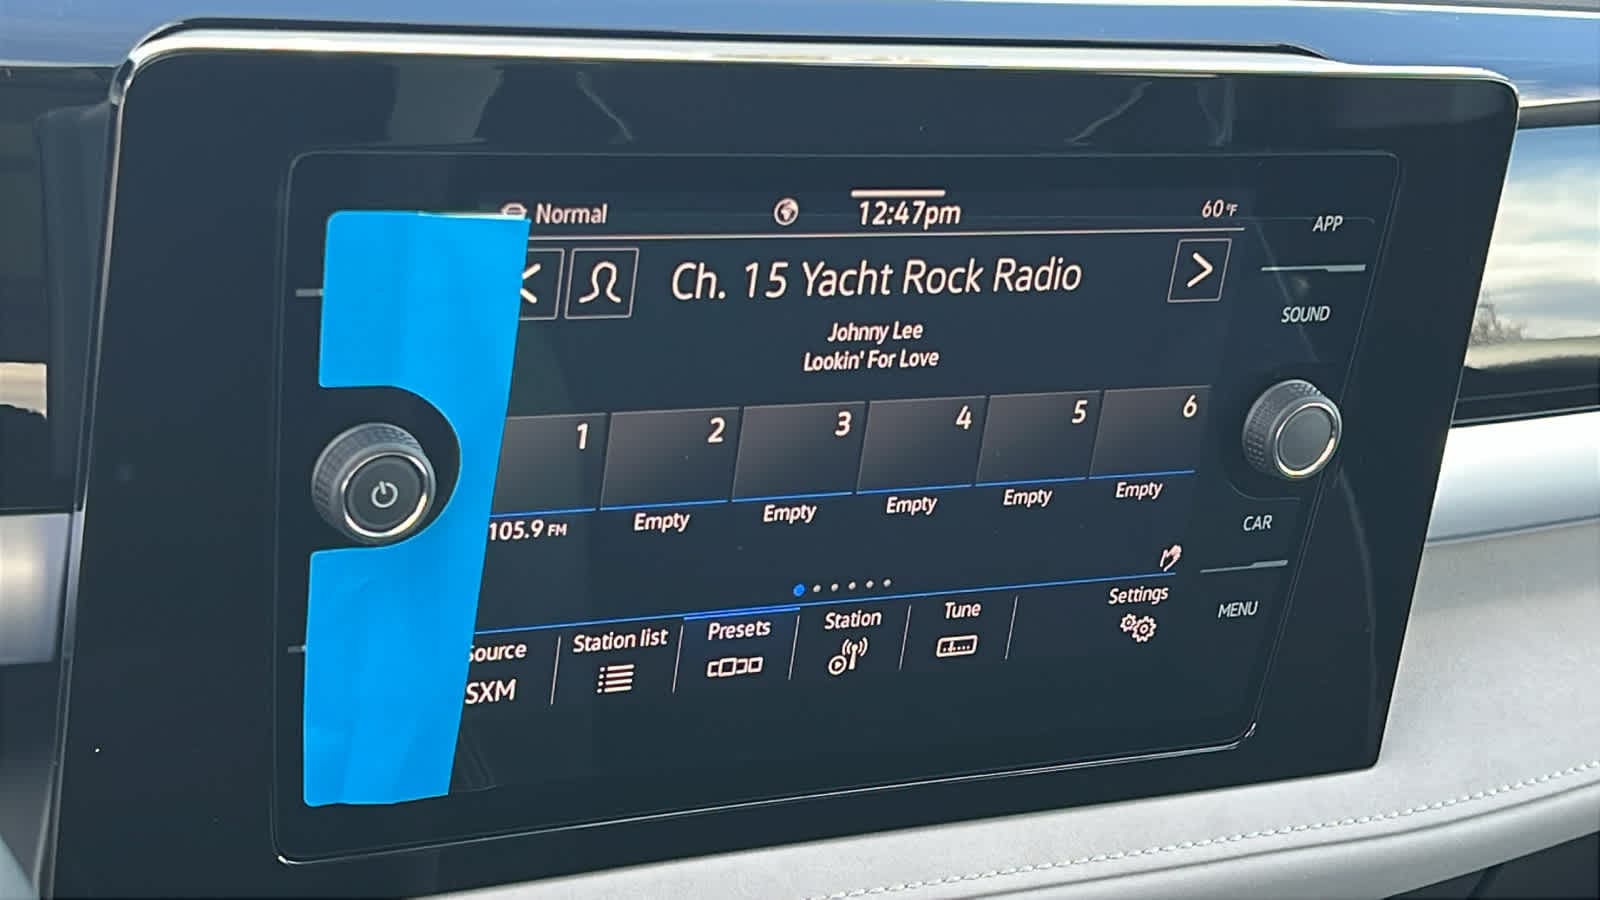 Normal
12:47pm
60°F
APP
Ch. 15 Yacht Rock Radio
SOUND
Johnny Lee
Lookin' For Love
1 2 3 4 5 6
105.9 FM Empty Empty Empty Empty Empty
CAR
Source Station list Presets Station Tune Settings
SXM
MENU